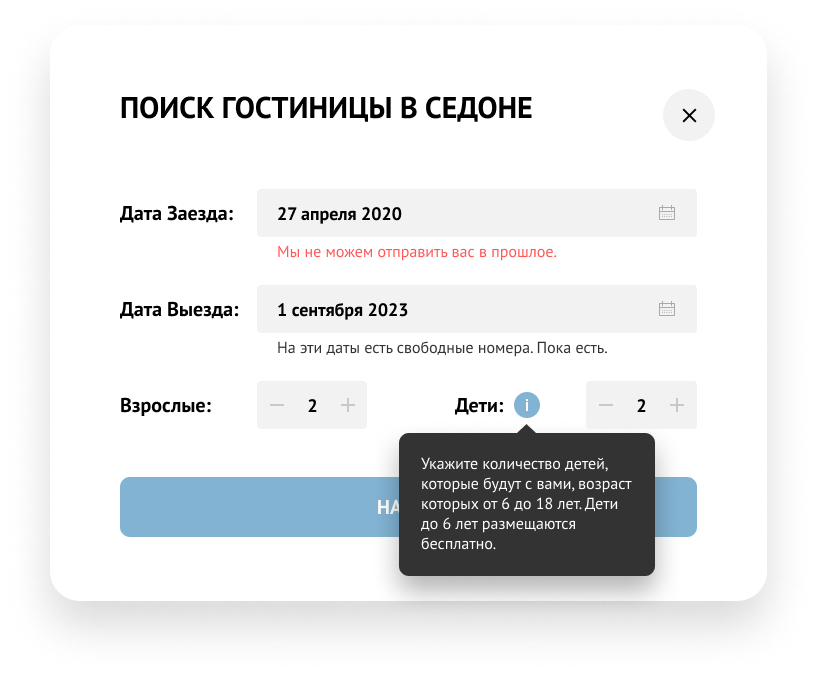 ПОИСК ГОСТИНИЦЫ В СЕДОНЕ
Дата Заезда: 27 апреля 2020
Мы не можем отправить вас в прошлое.
Дата Выезда: 1 сентября 2023
На эти даты есть свободные номера. Пока есть.
Взрослые: 2 Дети: i 2
НА
Укажите количество детей,
которые будут с вами, возраст
которых от 6 до 18 лет. Дети
до 6 лет размещаются
бесплатно.